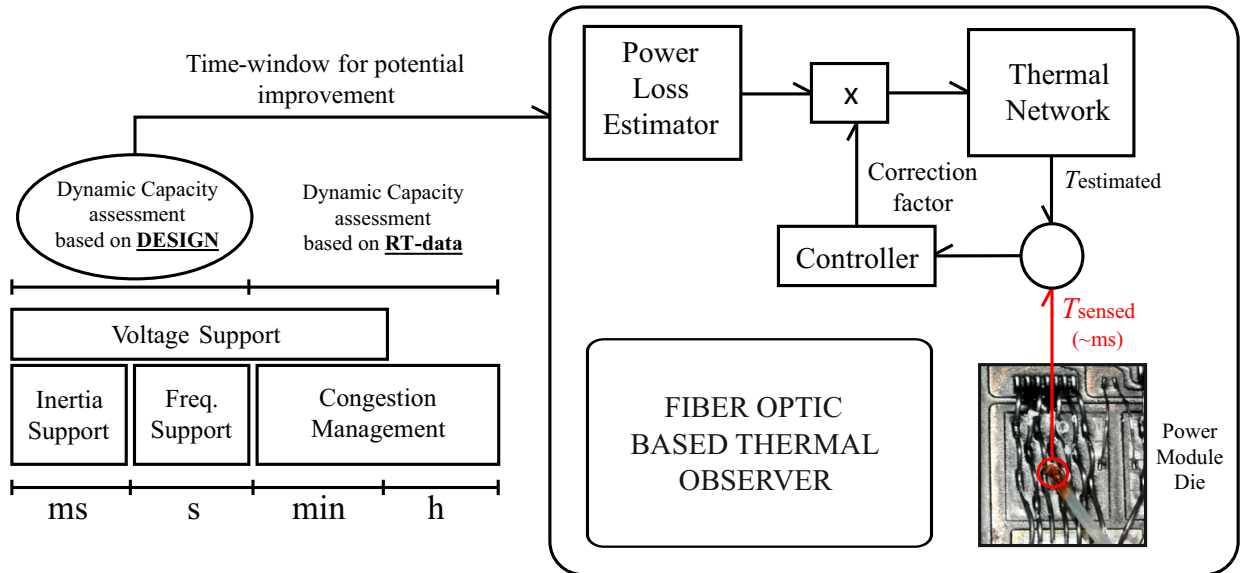 Time-window for potential
improvement
Dynamic Capacity
assessment
based on DESIGN
Dynamic Capacity
assessment
based on RT-data
Voltage Support
Inertia
Support
Freq.
Support
Congestion
Management
ms
s
min
h
Power
Loss
Estimator
x
Thermal
Network
Correction
factor
Testimated
Controller
Tsensed
(~ms)
FIBER OPTIC
BASED THERMAL
OBSERVER
Power
Module
Die